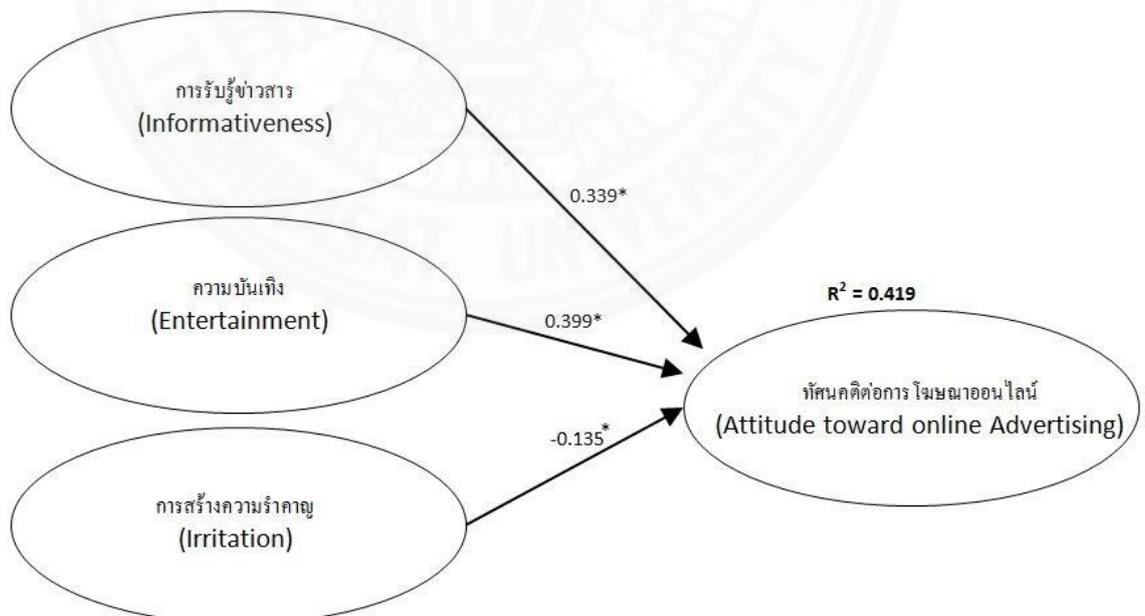 การรับรู้ข่าวสาร
(Informativeness)
0.339*
ความบันเทิง
(Entertainment)
0.399*
R² = 0.419
ทัศนคติต่อการโฆษณาออนไลน์
(Attitude toward online Advertising)
-0.135*
การสร้างความรำคาญ
(Irritation)
SAT UNIVERSITY